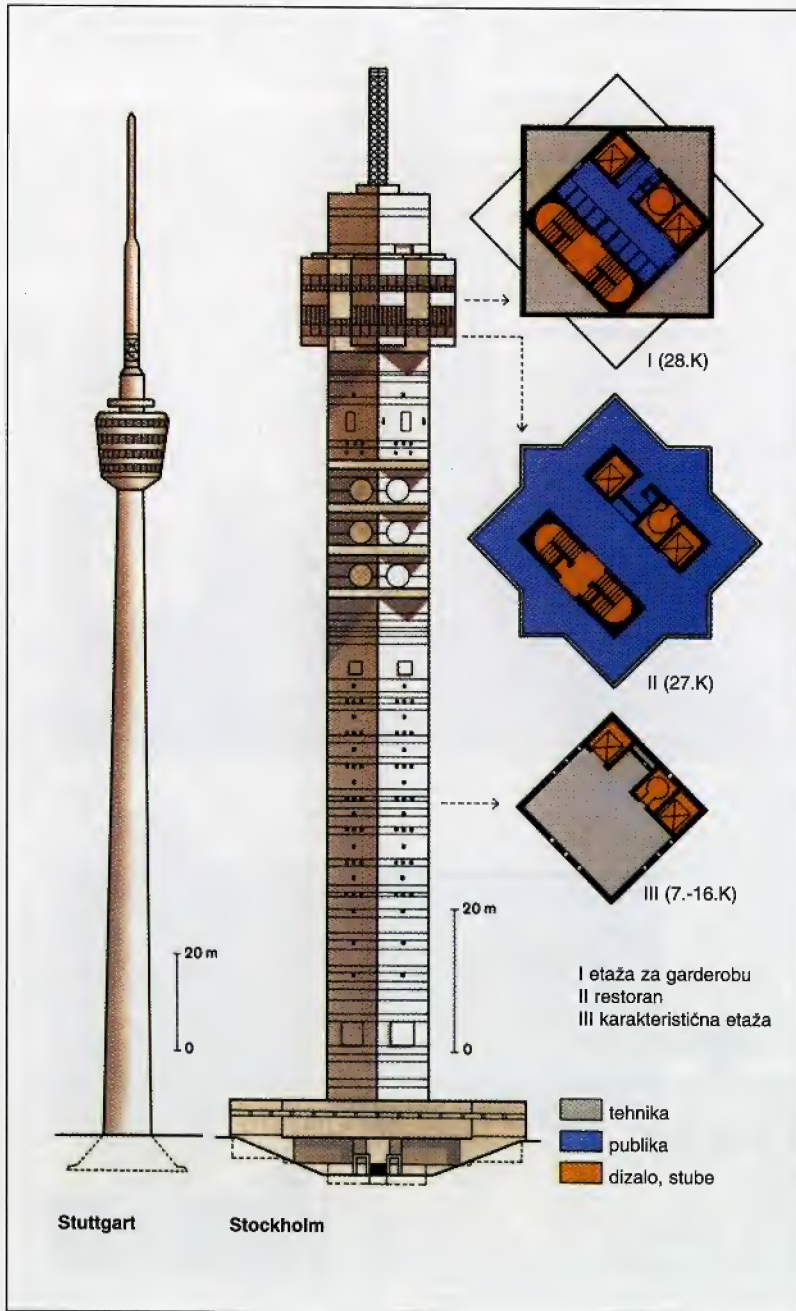 I (28.K)
II (27.K)
III (7.-16.K)
20 m
0
20 m
0
I etaža za garderobu
II restoran
III karakteristična etaža
tehnika
publika
dizalo, stube
Stuttgart
Stockholm